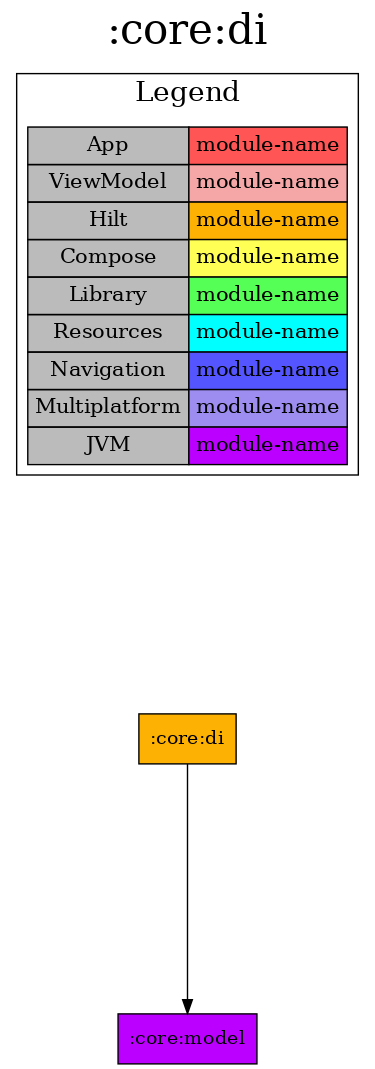 :core:di
Legend
App module-name
ViewModel module-name
Hilt module-name
Compose module-name
Library module-name
Resources module-name
Navigation module-name
Multiplatform module-name
JVM module-name
:core:di
:core:model